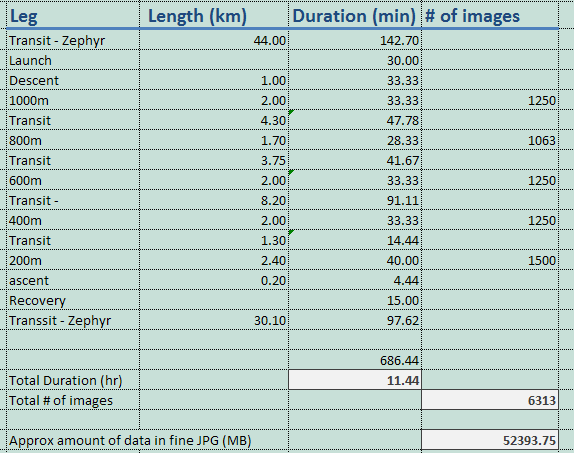 Leg Length (km) Duration (min) # of images
Transit - Zephyr 44.00 142.70
Launch 30.00
Descent 1.00 33.33
1000m 2.00 33.33 1250
Transit 4.30 47.78
800m 1.70 28.33 1063
Transit 3.75 41.67
600m 2.00 33.33 1250
Transit - 8.20 91.11
400m 2.00 33.33 1250
Transit 1.30 14.44
200m 2.40 40.00 1500
ascent 0.20 4.44
Recovery 15.00
Transsit - Zephyr 30.10 97.62
686.44
Total Duration (hr) 11.44
Total # of images 6313
Approx amount of data in fine JPG (MB) 52393.75